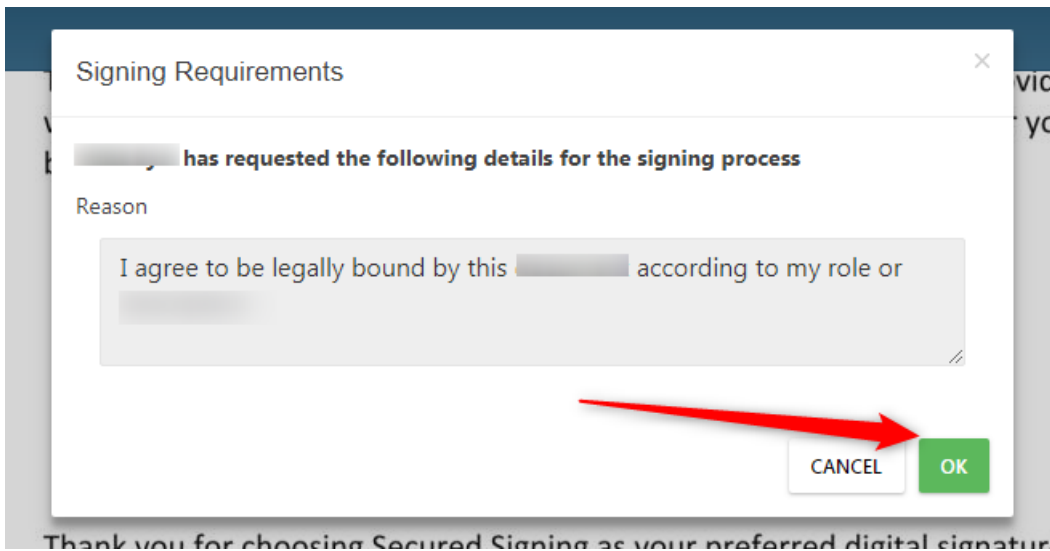 Signing Requirements
×
has requested the following details for the signing process
Reason
I agree to be legally bound by this according to my role or
CANCEL
OK
Thank you for choosing Secured Signing as your preferred digital signatur